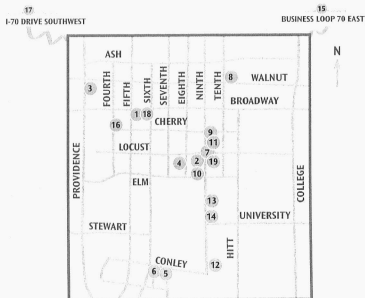 17
15
I-70 DRIVE SOUTHWEST
BUSINESS LOOP 70 EAST
N
ASH
3
FOURTH
FIFTH
SIXTH
SEVENTH
EIGHTH
NINTH
TENTH
8
WALNUT
BROADWAY
1
18
16
CHERRY
9
11
LOCUST
7
4
2
19
10
PROVIDENCE
ELM
COLLEGE
13
14
UNIVERSITY
STEWART
HITT
CONLEY
6
5
12